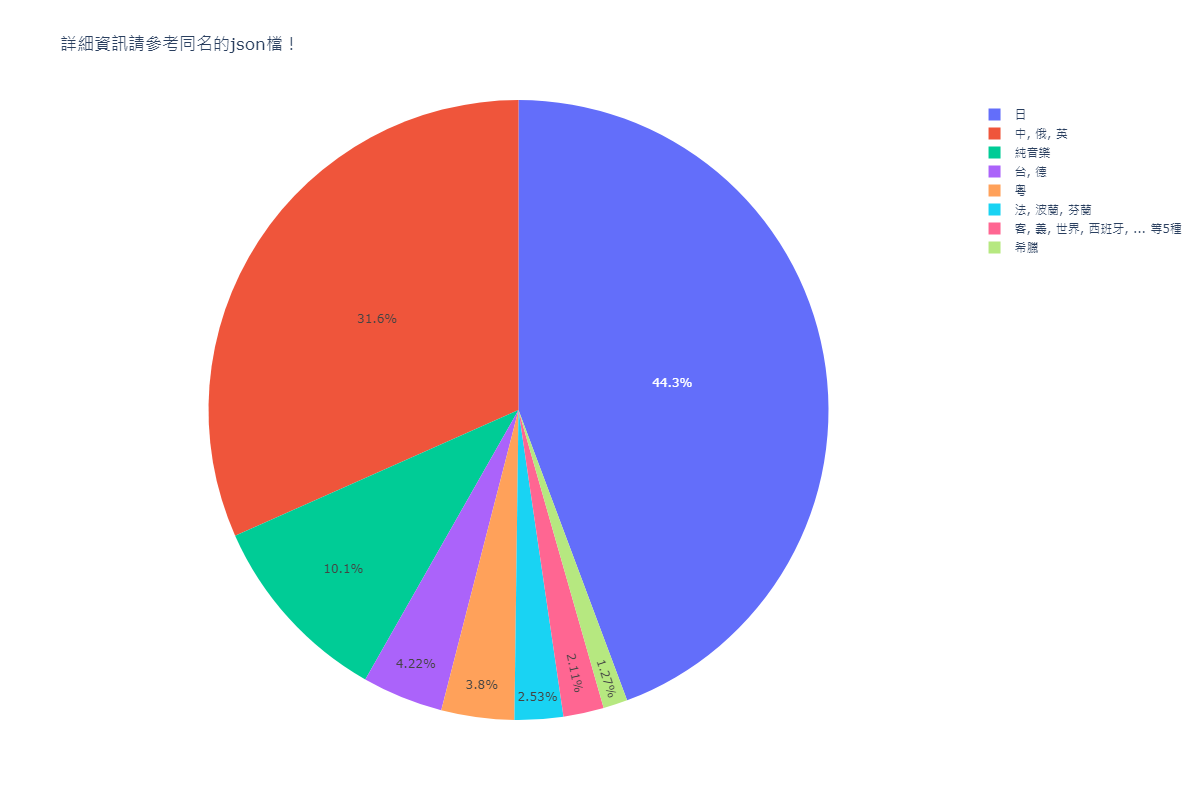 詳細資訊請參考同名的json檔！
日
中, 俄, 英
純音樂
台, 德
粵
法, 波蘭, 芬蘭
客, 義, 世界, 西班牙, ... 等5種
希臘
44.3%
31.6%
10.1%
4.22%
3.8%
2.53%
2.11%
1.27%